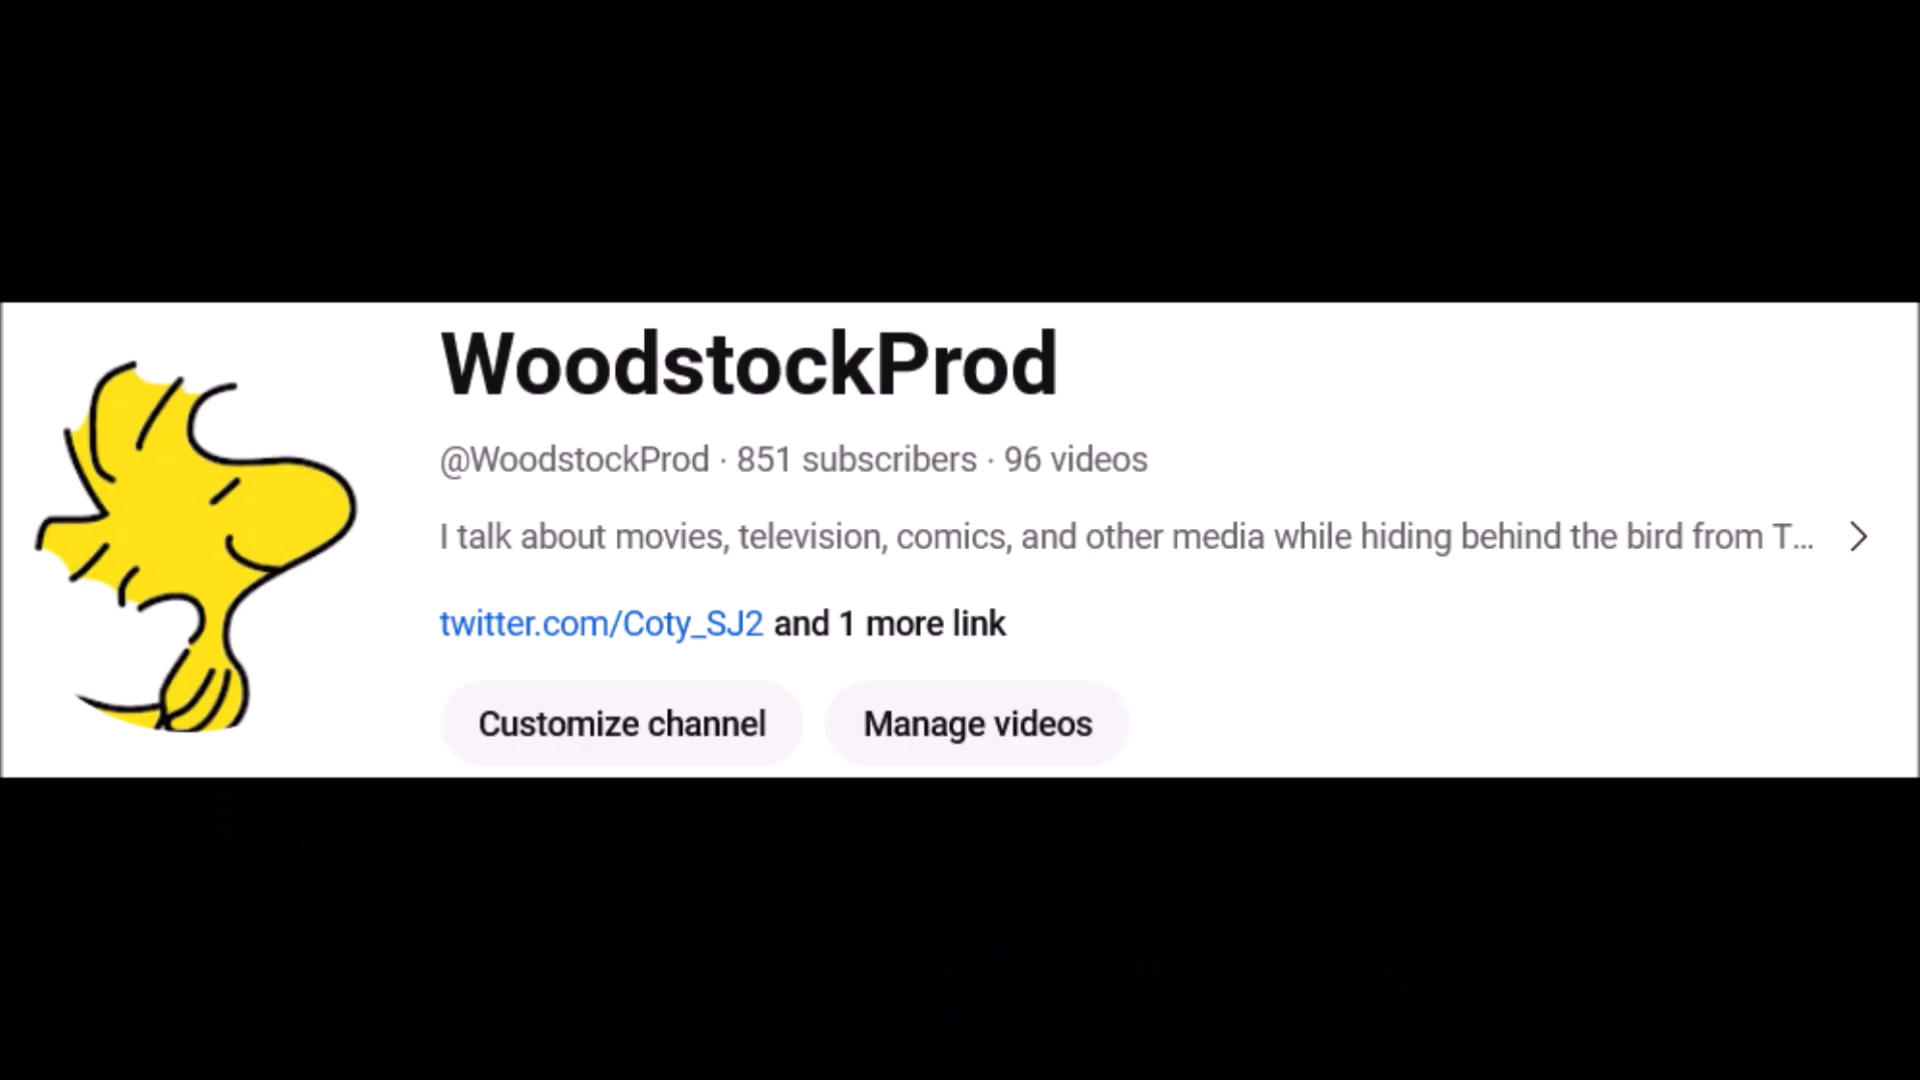 WoodstockProd
@WoodstockProd · 851 subscribers · 96 videos
I talk about movies, television, comics, and other media while hiding behind the bird from T...
twitter.com/Coty_SJ2 and 1 more link
Customize channel
Manage videos